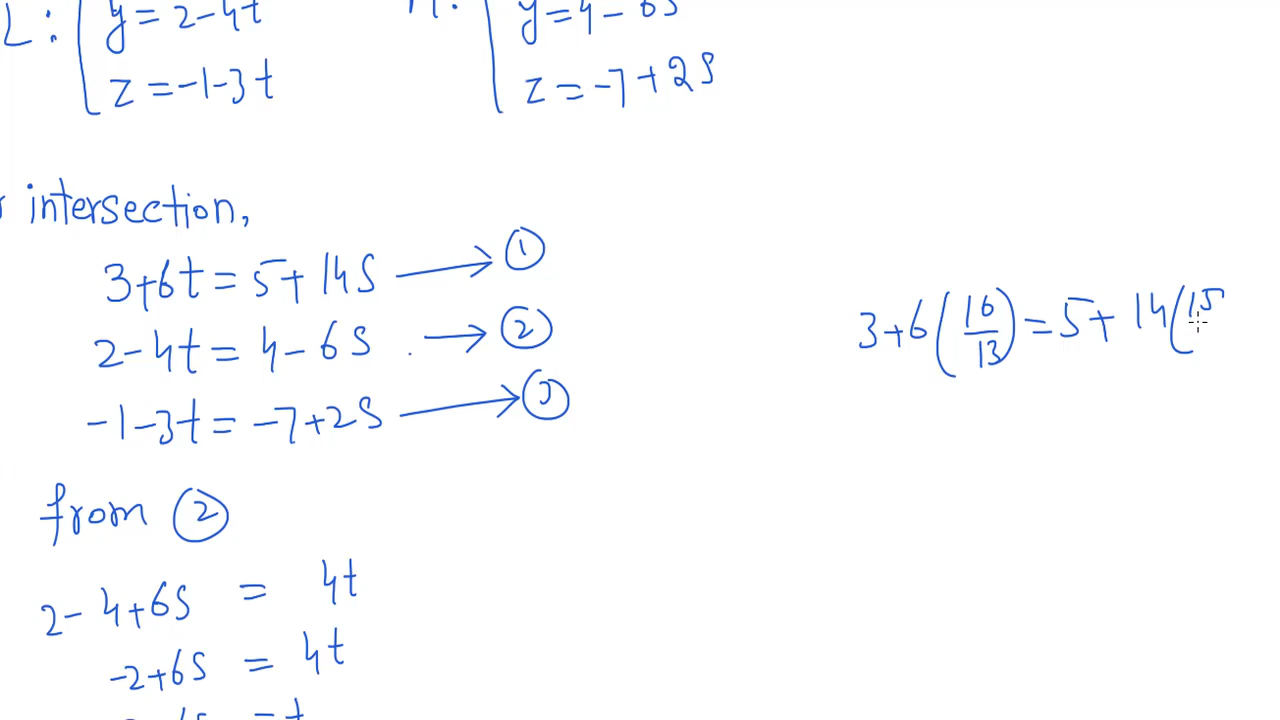 L: y = 2-4t
y = 4-6s
z = -1-3t
z = -7+2s
intersection,
3+6t = 5+14s → ①
2-4t = 4-6s → ②
-1-3t = -7+2s → ③
3+6(16/13) = 5+14(15
from ②
2-4+6s = 4t
-2+6s = 4t
= t